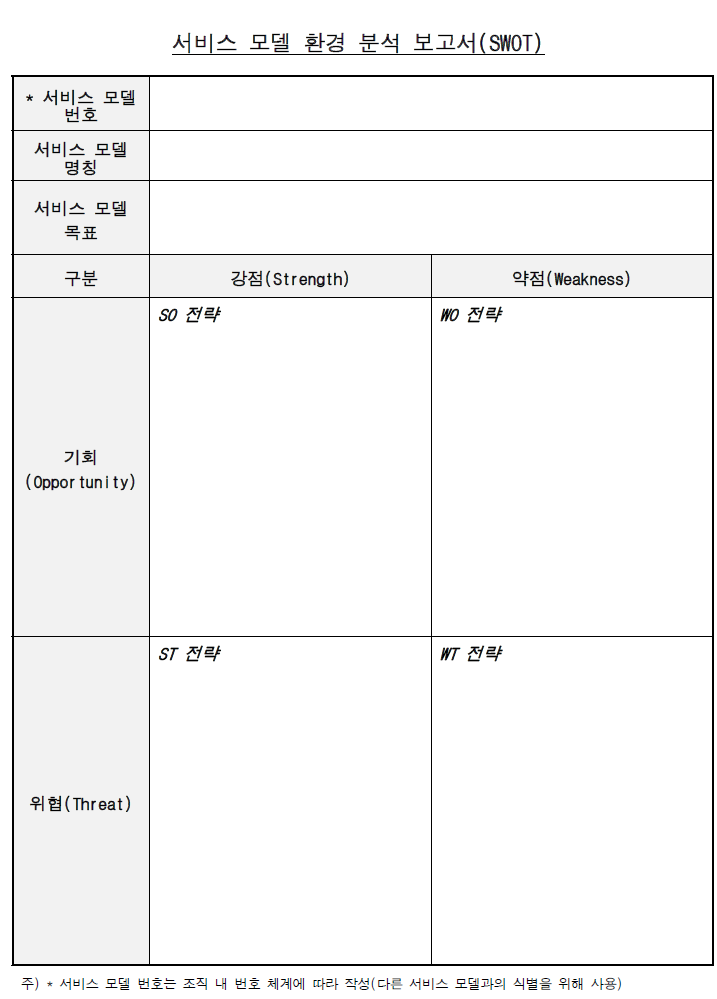 서비스 모델 환경 분석 보고서(SWOT)
* 서비스 모델
번호
서비스 모델
명칭
서비스 모델
목표
구분
강점(Strength)
약점(Weakness)
기회
(Opportunity)
SO 전략
WO 전략
위협(Threat)
ST 전략
WT 전략
주) * 서비스 모델 번호는 조직 내 번호 체계에 따라 작성(다른 서비스 모델과의 식별을 위해 사용)